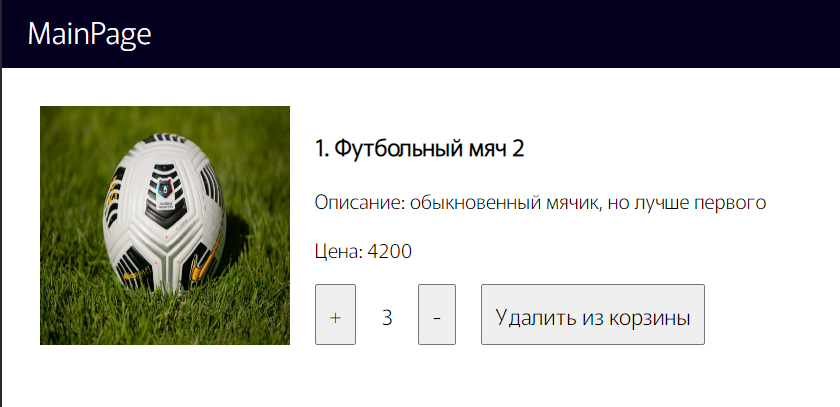 MainPage
1. Футбольный мяч 2
Описание: обыкновенный мячик, но лучше первого
Цена: 4200
+ 3 - Удалить из корзины